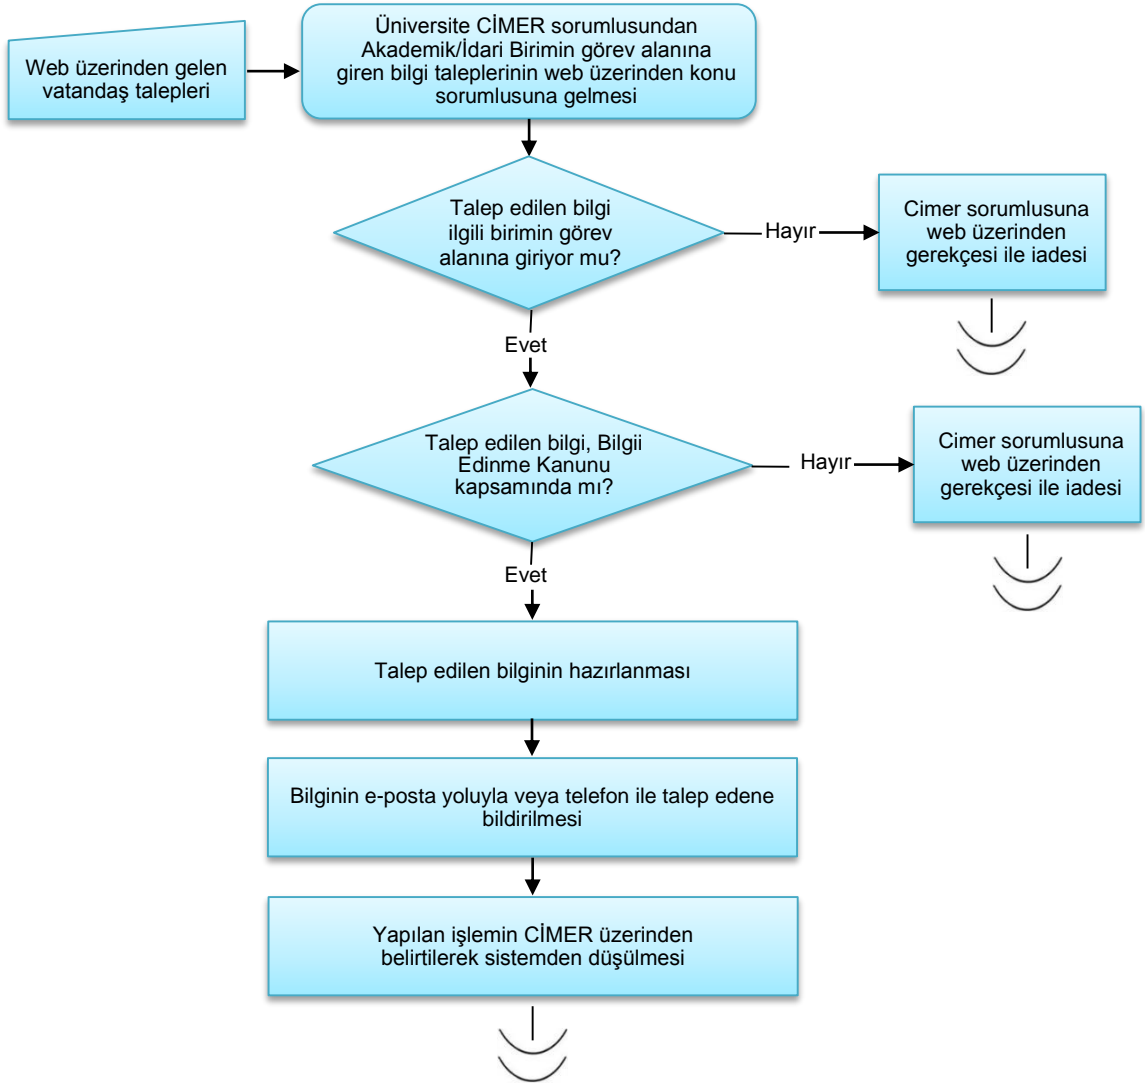 Web üzerinden gelen
vatandaş talepleri
Üniversite CİMER sorumlusundan
Akademik/İdari Birimin görev alanına
giren bilgi taleplerinin web üzerinden konu
sorumlusuna gelmesi
Talep edilen bilgi
ilgili birimin görev
alanına giriyor mu?
Hayır
Cimer sorumlusuna
web üzerinden
gerekçesi ile iadesi
Evet
Talep edilen bilgi, Bilgii
Edinme Kanunu
kapsamında mı?
Hayır
Cimer sorumlusuna
web üzerinden
gerekçesi ile iadesi
Evet
Talep edilen bilginin hazırlanması
Bilginin e-posta yoluyla veya telefon ile talep edene
bildirilmesi
Yapılan işlemin CİMER üzerinden
belirtilerek sistemden düşülmesi